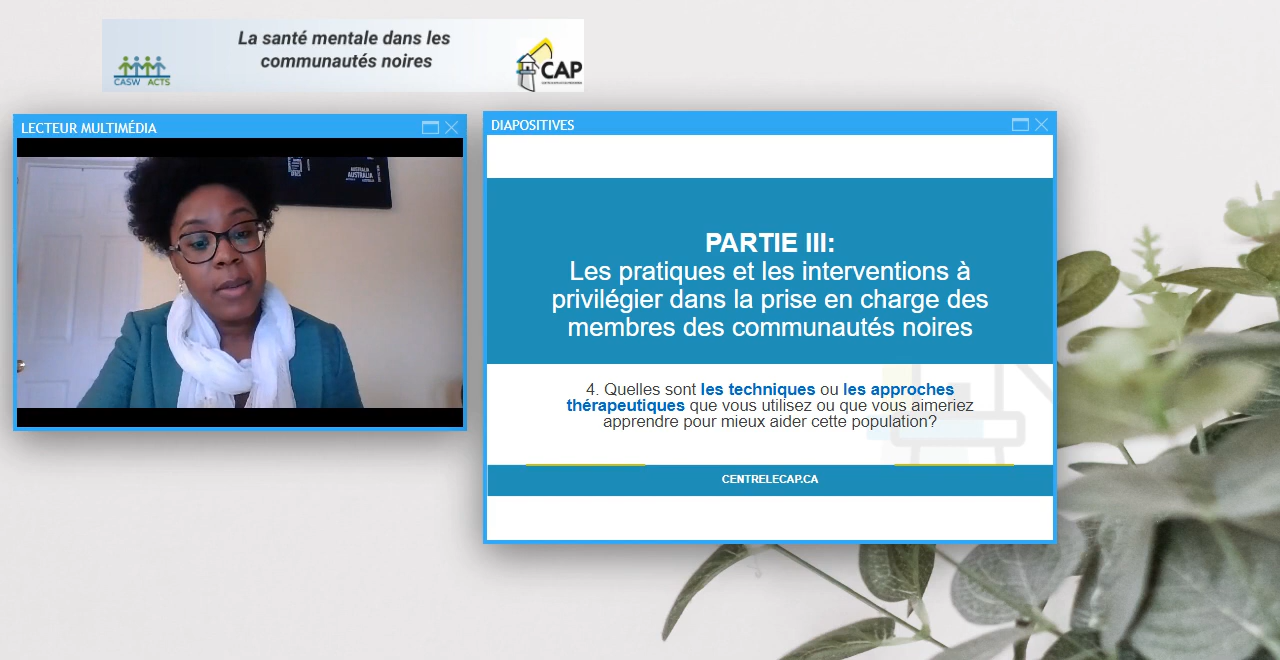 La santé mentale dans les
communautés noires
CASW ACTS
CAP
LECTEUR MULTIMÉDIA
AUSTRALIA
AUSTRALIA
DIAPOSITIVES
PARTIE III:
Les pratiques et les interventions à
privilégier dans la prise en charge des
membres des communautés noires
4. Quelles sont les techniques ou les approches
thérapeutiques que vous utilisez ou que vous aimeriez
apprendre pour mieux aider cette population?
CENTRELECAP.CA